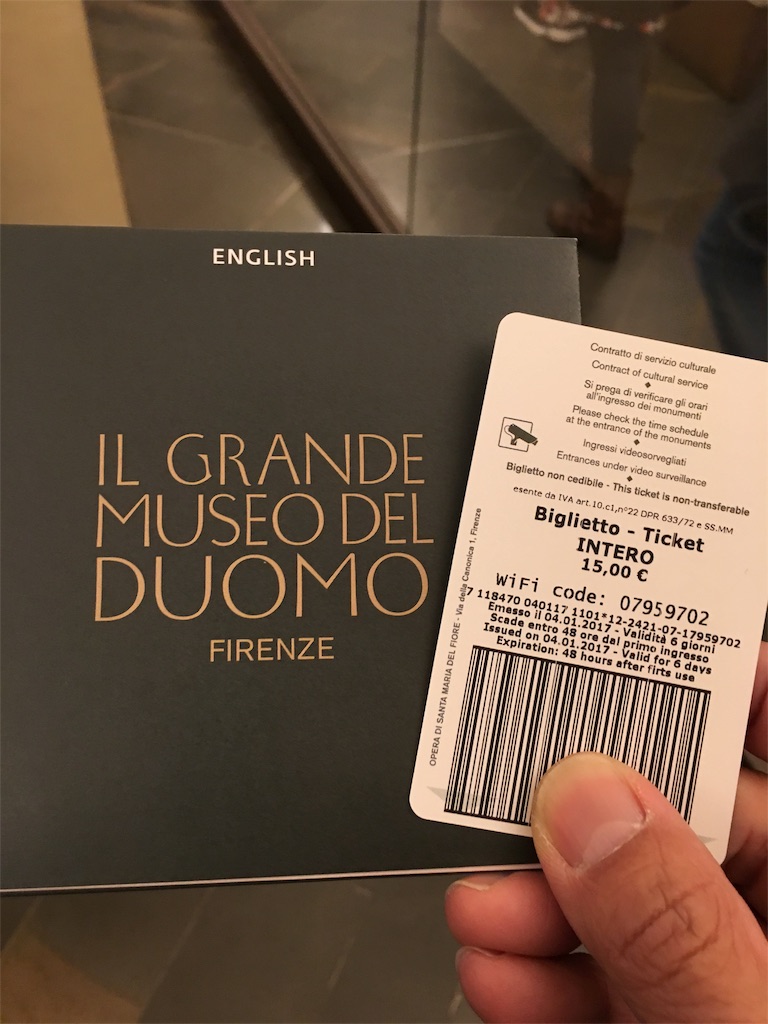 ENGLISH
IL GRANDE
MUSEO DEL
DUOMO
FIRENZE
Contratto di servizio culturale
Contract of cultural service
Si prega di verificare gli orari
all'ingresso dei monumenti
Please check the time schedule
at the entrance of the monuments
Ingressi videosorvegliati
Entrances under video surveillance
Biglietto non cedibile - This ticket is non-transferable
esente da IVA art.10.c1,n°22 DPR 633/72 e SS.MM
Biglietto - Ticket
INTERO
15,00 €
WiFi code: 07959702
7 118470 040117 1101*12-2421-07-17959702
Emesso il 04.01.2017 - Validità 6 giorni
Scade entro 48 ore dal primo ingresso
Issued on 04.01.2017 - Valid for 6 days
Expiration: 48 hours after firts use
OPERA DI SANTA MARIA DEL FIORE - Via della Canonica 1, Firenze